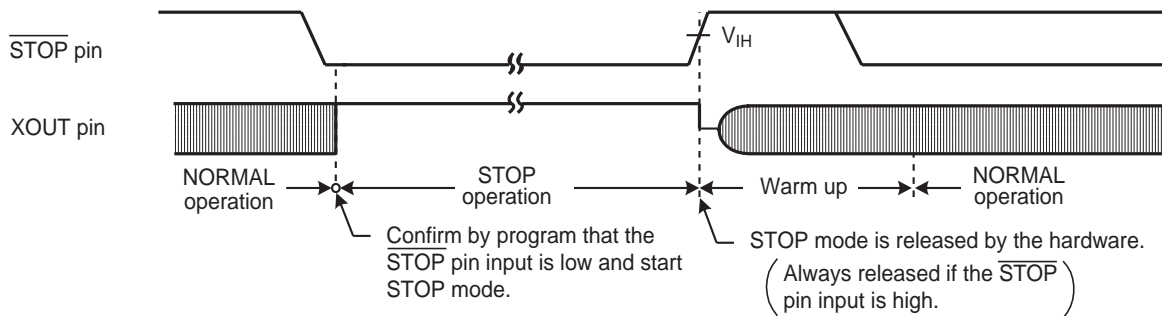 STOP pin
VIH
XOUT pin
NORMAL
operation
STOP
operation
Warm up
NORMAL
operation
Confirm by program that the
STOP pin input is low and start
STOP mode.
STOP mode is released by the hardware.
( Always released if the STOP
pin input is high. )